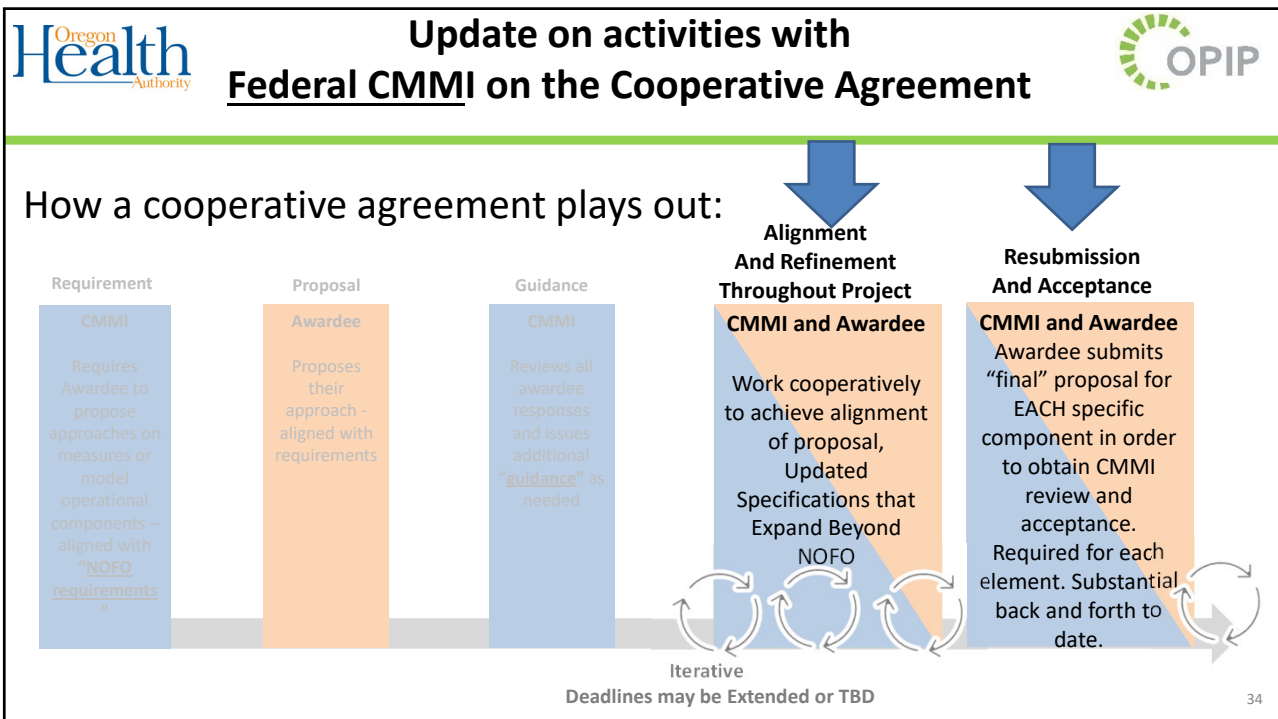 Oregon
Health
Authority
Update on activities with
Federal CMMI on the Cooperative Agreement
OPIP
How a cooperative agreement plays out:
Requirement
CMMI
Requires
Awardee to
propose
approaches on
measures or
model
operational
components –
aligned with
"NOFO
requirements
"
Proposal
Awardee
Proposes
their
approach -
aligned with
requirements
Guidance
CMMI
Reviews all
awardee
responses
and issues
additional
"guidance" as
needed
Alignment
And Refinement
Throughout Project
CMMI and Awardee
Work cooperatively
to achieve alignment
of proposal,
Updated
Specifications that
Expand Beyond
NOFO
Resubmission
And Acceptance
CMMI and Awardee
Awardee submits
“final” proposal for
EACH specific
component in order
to obtain CMMI
review and
acceptance.
Required for each
element. Substantial
back and forth to
date.
Iterative
Deadlines may be Extended or TBD
34